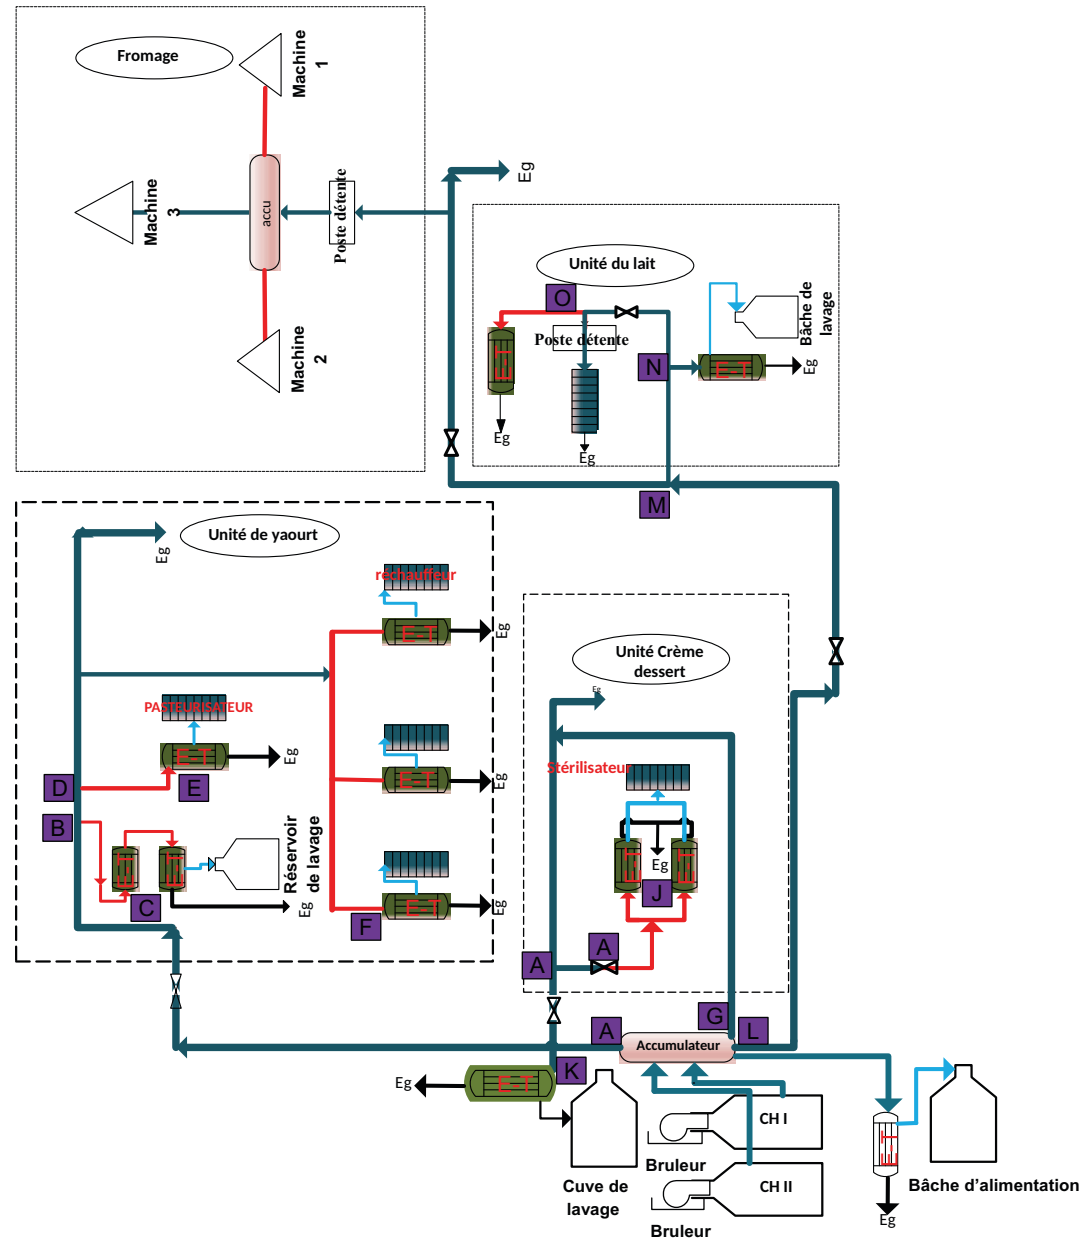 Fromage
Machine
1
accu
Poste détente
Machine
3
Machine
2
Eg
Unité du lait
O
Poste détente
E-T
Eg
Eg
N
E-T
Eg
Bâche de
lavage
M
Unité de yaourt
Eg
réchauffeur
E-T
Eg
PASTEURISATEUR
E-T
Eg
D
E
E-T
Eg
B
E-T
E-T
C
Réservoir
de lavage
Eg
E-T
Eg
F
Unité Crème
dessert
Eg
Stérilisateur
E-T
E-T
Eg
J
A
A
A
G
L
Accumulateur
K
E-T
Eg
Cuve de
lavage
CH I
Bruleur
CH II
Bruleur
E-T
Eg
Bâche d'alimentation